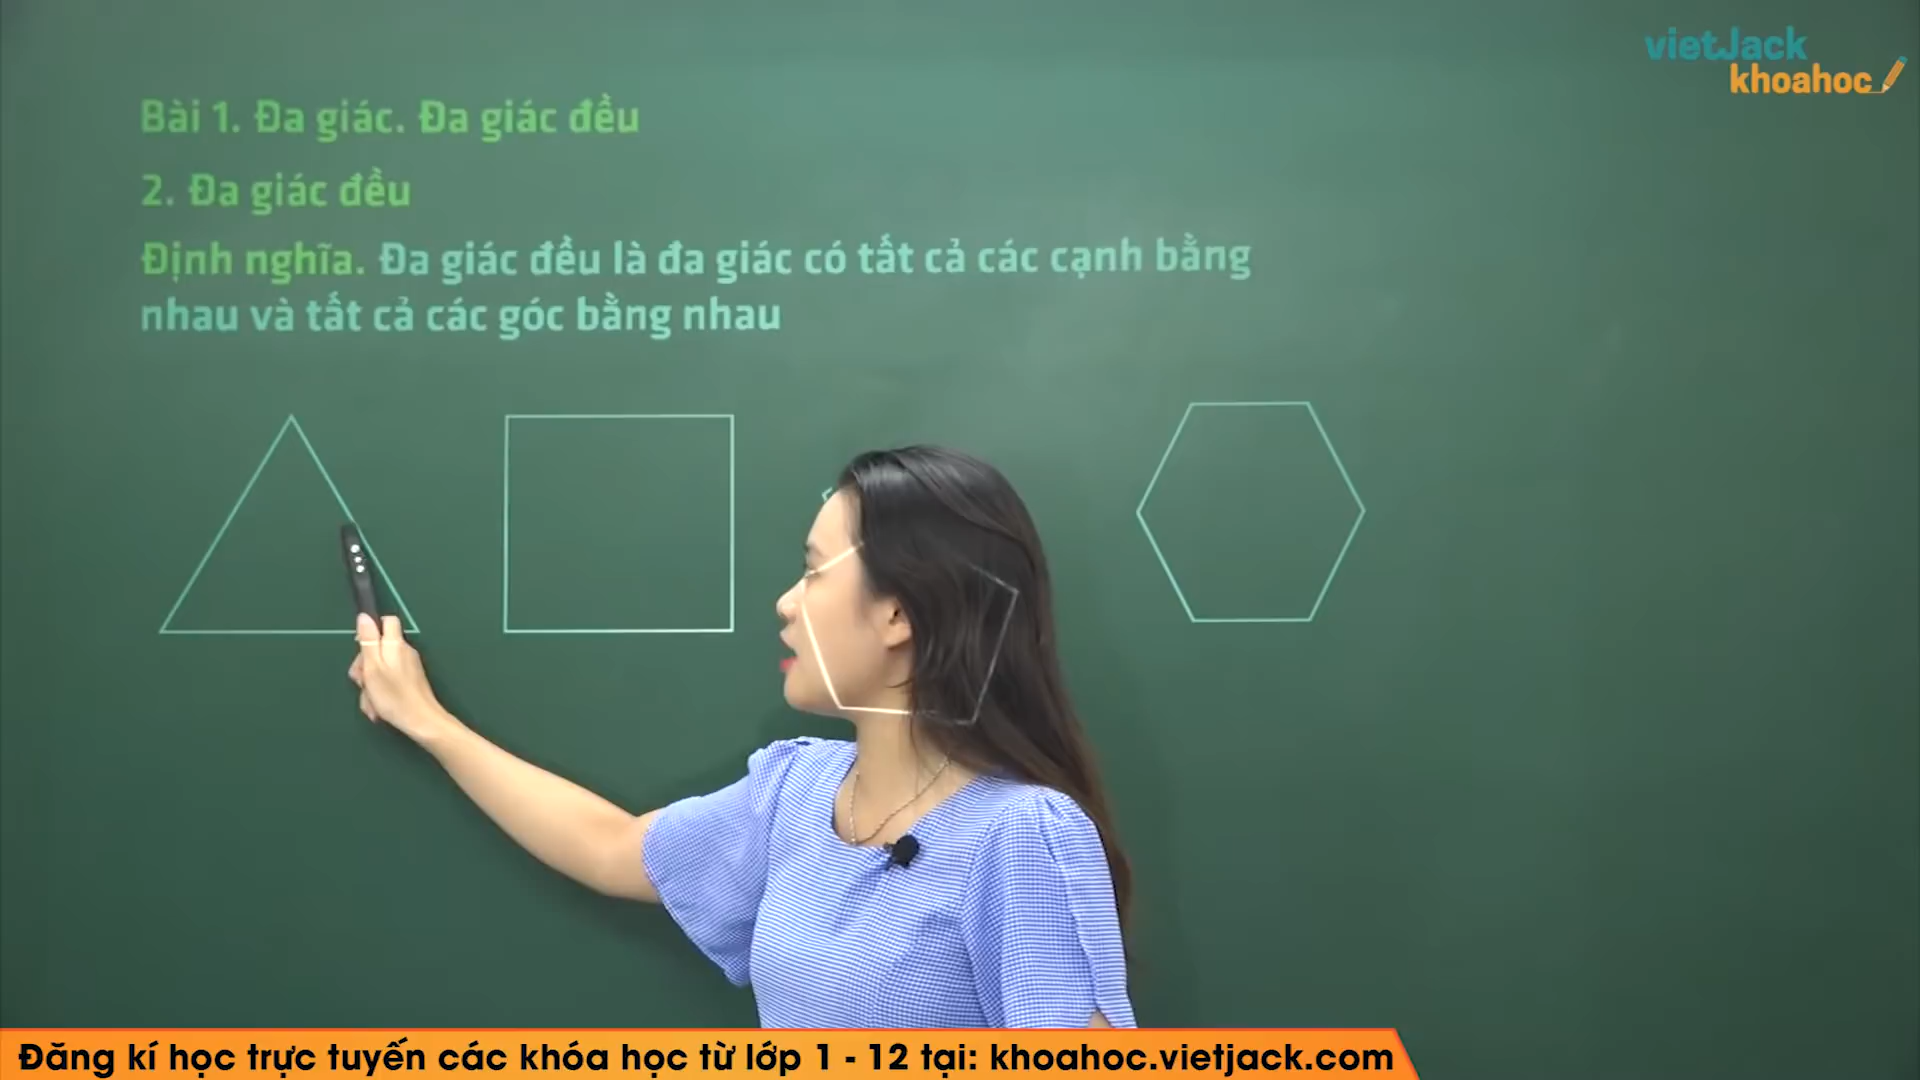 vietJack
khoahoc
Bài 1. Đa giác. Đa giác đều
2. Đa giác đều
Định nghĩa. Đa giác đều là đa giác có tất cả các cạnh bằng
nhau và tất cả các góc bằng nhau
Đăng kí học trực tuyến các khóa học từ lớp 1 - 12 tại: khoahoc.vietjack.com